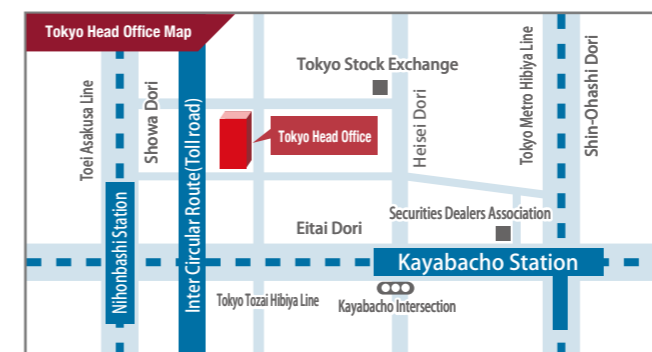 Tokyo Head Office Map
Tokyo Stock Exchange
Toei Asakusa Line
Showa Dori
Inter Circular Route(Toll road)
Tokyo Head Office
Heisei Dori
Tokyo Metro Hibiya Line
Shin-Ohashi Dori
Nihonbashi Station
Eitai Dori
Securities Dealers Association
Kayabacho Station
Tokyo Tozai Hibiya Line
Kayabacho Intersection